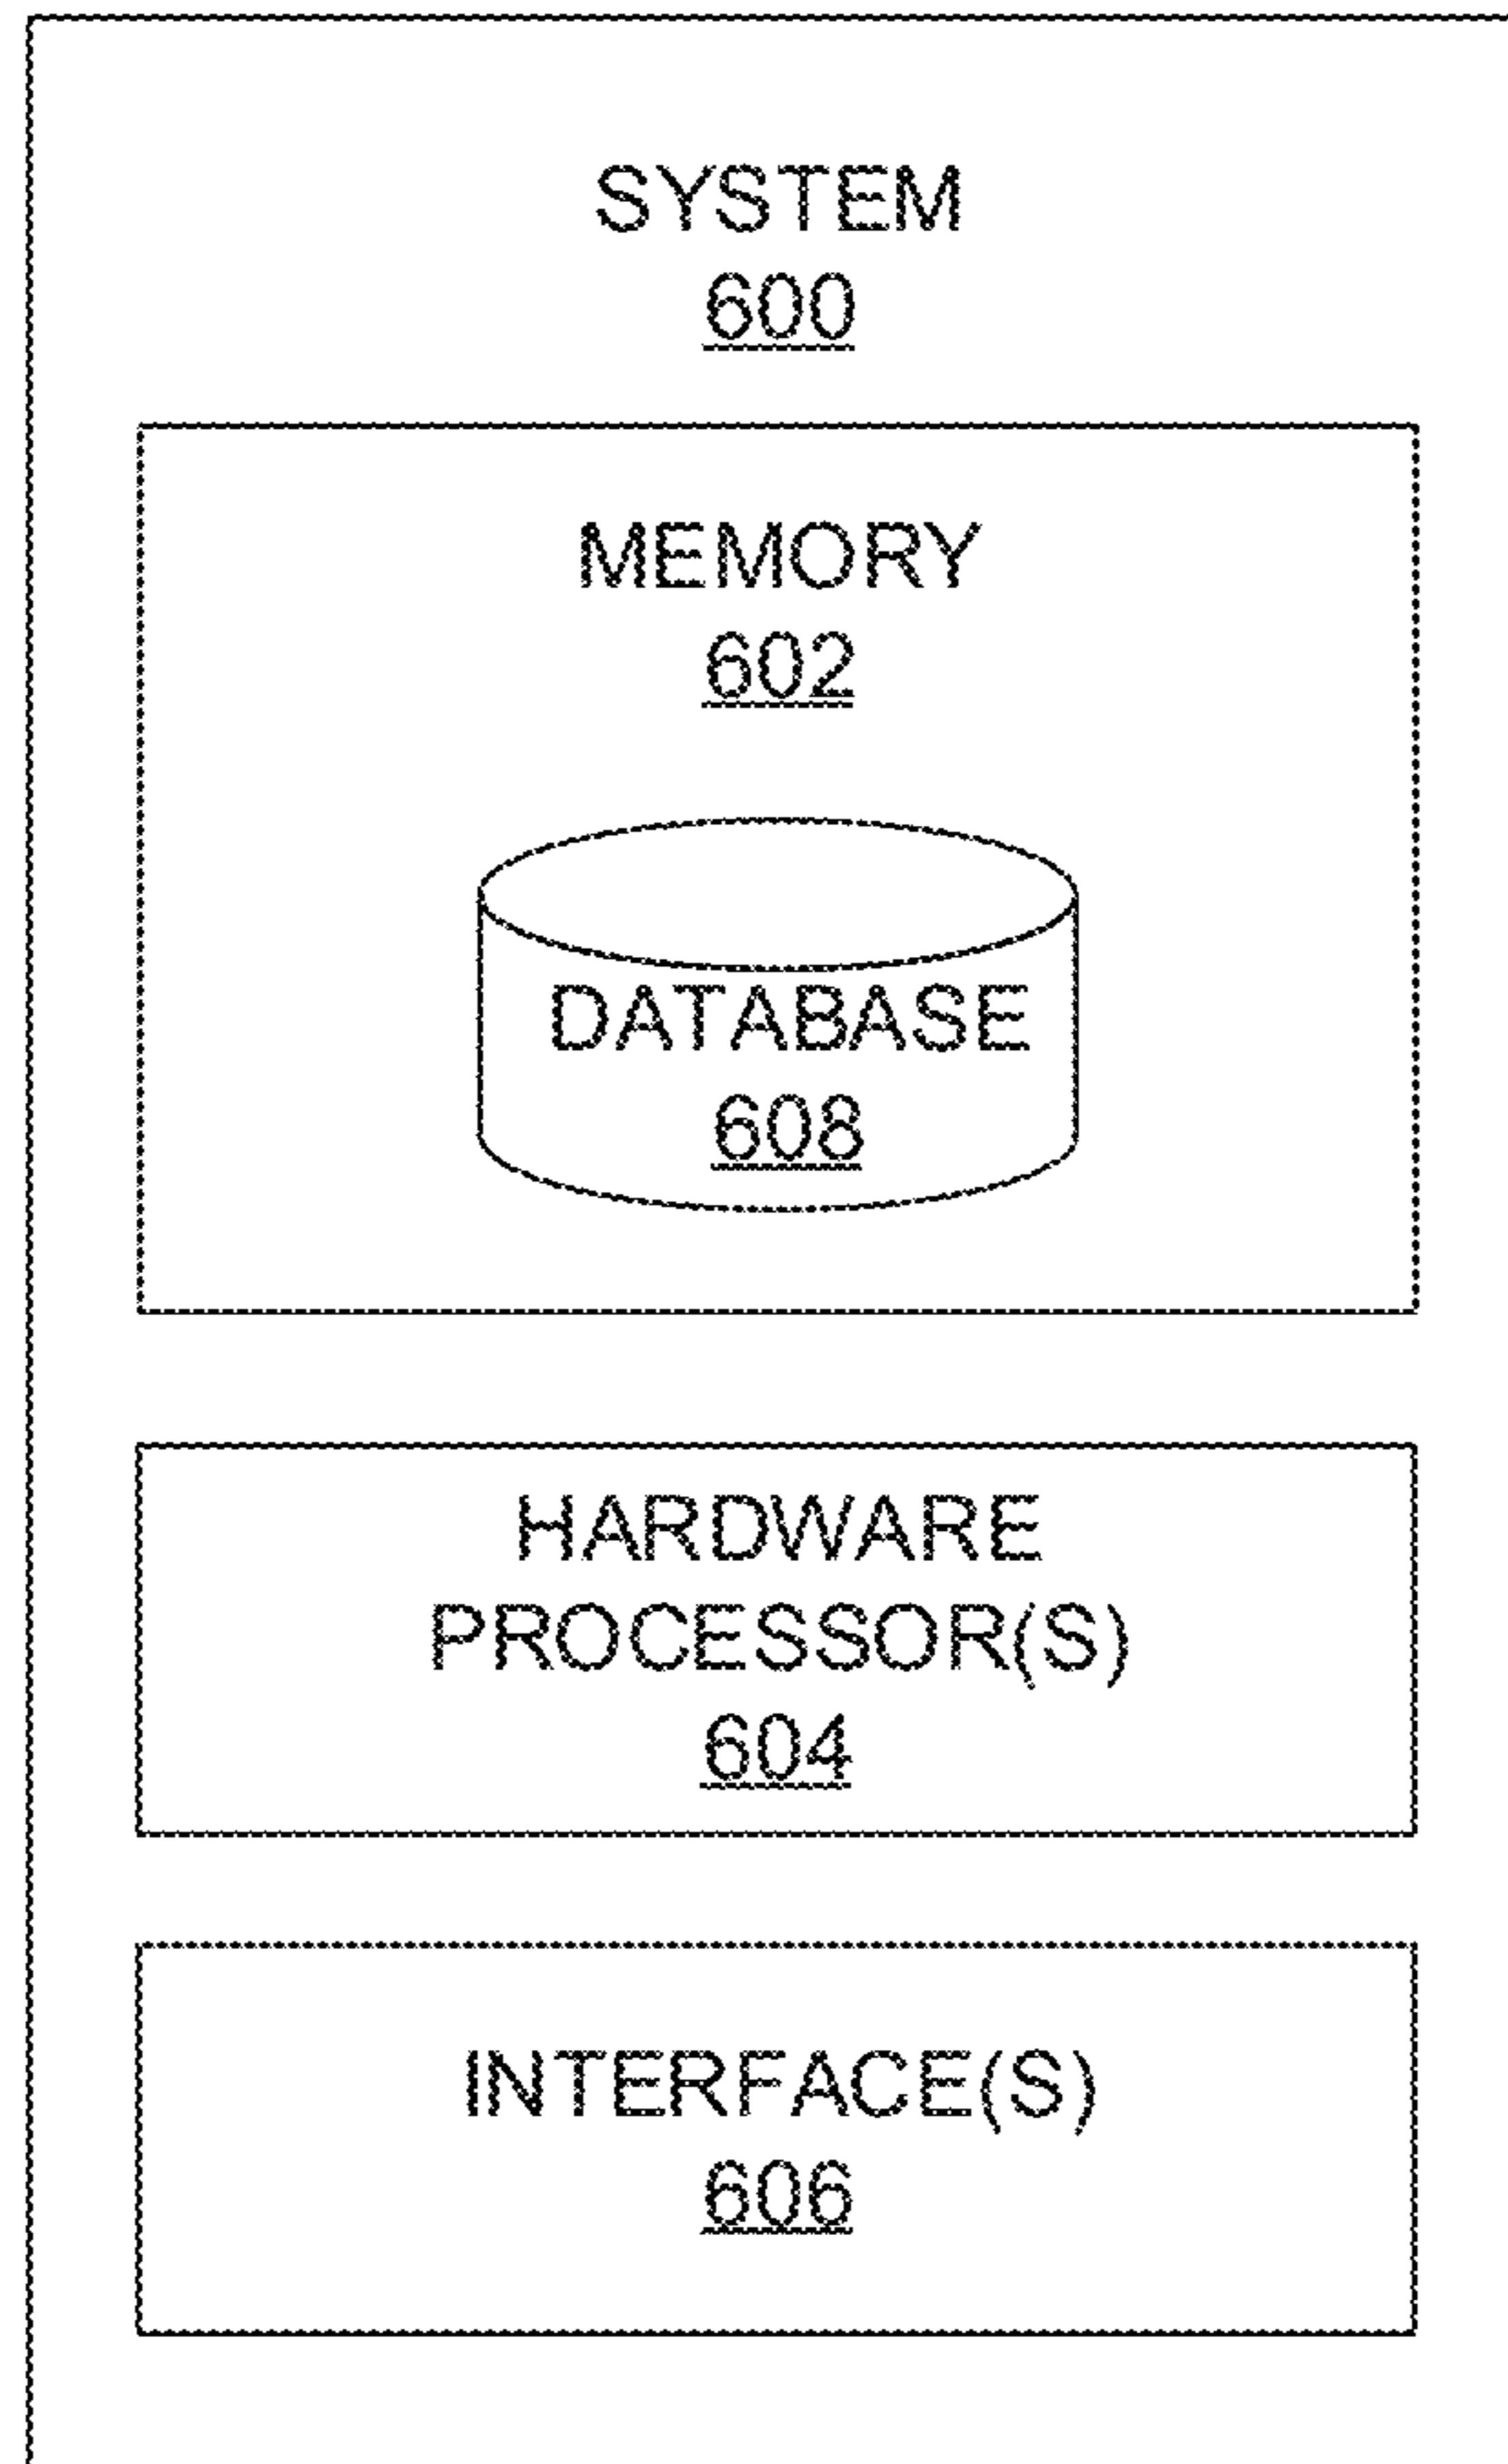 SYSTEM
600
MEMORY
602
DATABASE
608
HARDWARE
PROCESSOR(S)
604
INTERFACE(S)
606